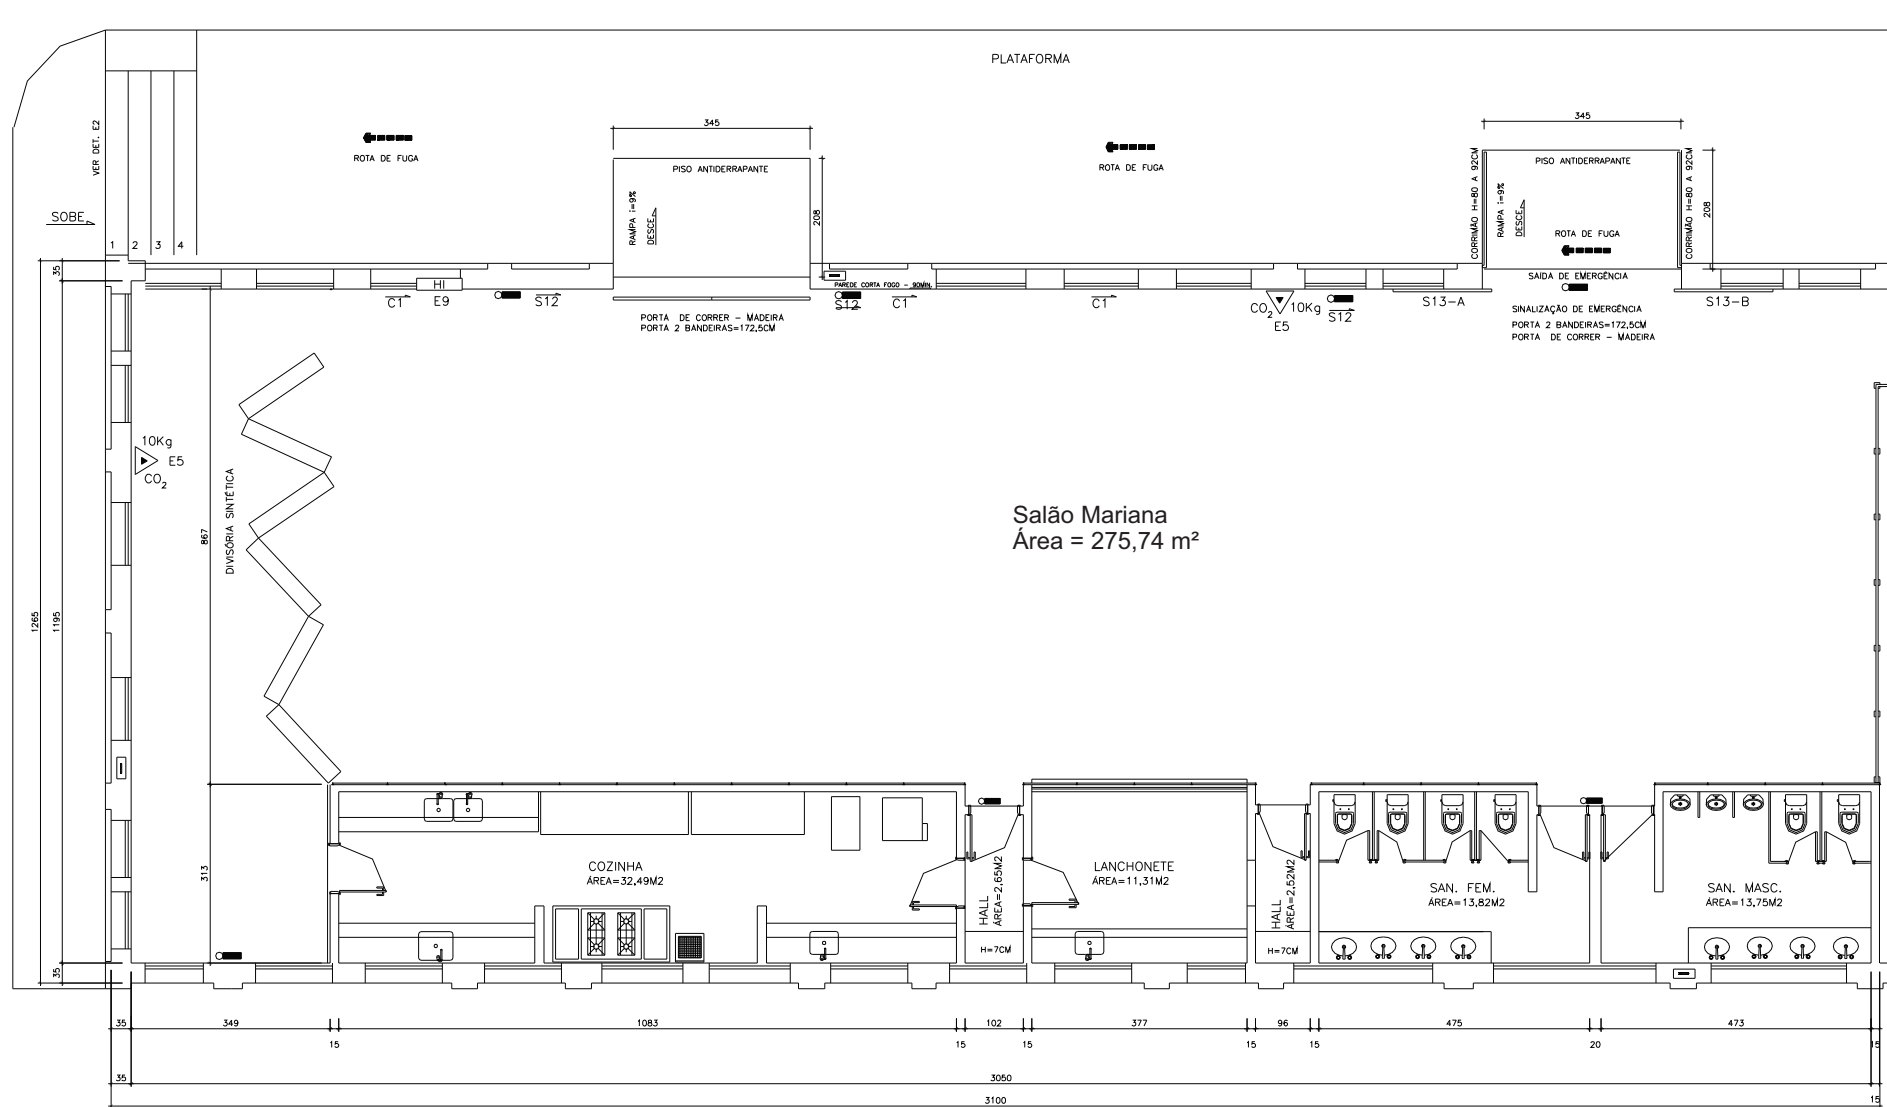 PLATAFORMA
VER DET. E2
ROTA DE FUGA
345
PISO ANTIDERRAPANTE
RAMPA i=9%
DESCE
208
ROTA DE FUGA
345
CORRIMÃO H=80 A 92CM
PISO ANTIDERRAPANTE
RAMPA i=9%
DESCE
ROTA DE FUGA
CORRIMÃO H=80 A 92CM
208
SOBE
1 2 3 4
35
HI
E9
C1
S12
PAREDE CORTA FOGO - 90MIN.
S12
C1
C1
CO2 10Kg
E5
S12
S13-A
SAÍDA DE EMERGÊNCIA
S13-B
SINALIZAÇÃO DE EMERGÊNCIA
PORTA 2 BANDEIRAS=172,5CM
PORTA DE CORRER - MADEIRA
PORTA DE CORRER - MADEIRA
PORTA 2 BANDEIRAS=172,5CM
10Kg
E5
CO2
DIVISÓRIA SINTÉTICA
867
1265
1195
Salão Mariana
Área = 275,74 m²
313
COZINHA
ÁREA=32,49M2
HALL
ÁREA=2,65M2
H=7CM
LANCHONETE
ÁREA=11,31M2
HALL
ÁREA=2,52M2
H=7CM
SAN. FEM.
ÁREA=13,82M2
SAN. MASC.
ÁREA=13,75M2
35
35 349 1083 102 377 96 475 473
15 15 15 15 15 20 15
35 3050
3100 15